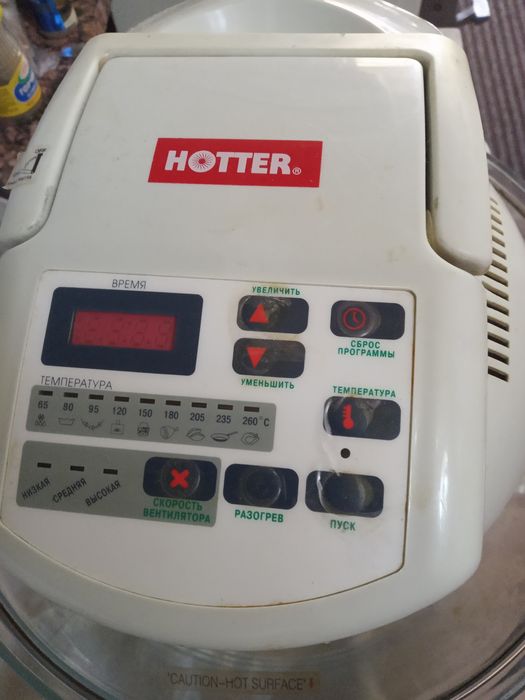 HOTTER®
ВРЕМЯ
УВЕЛИЧИТЬ
СБРОС
ПРОГРАММЫ
УМЕНЬШИТЬ
ТЕМПЕРАТУРА
65 80 95 120 150 180 205 235 260°C
ТЕМПЕРАТУРА
НИЗКАЯ
СРЕДНЯЯ
ВЫСОКАЯ
СКОРОСТЬ
ВЕНТИЛЯТОРА
РАЗОГРЕВ
ПУСК
"CAUTION-HOT SURFACE"